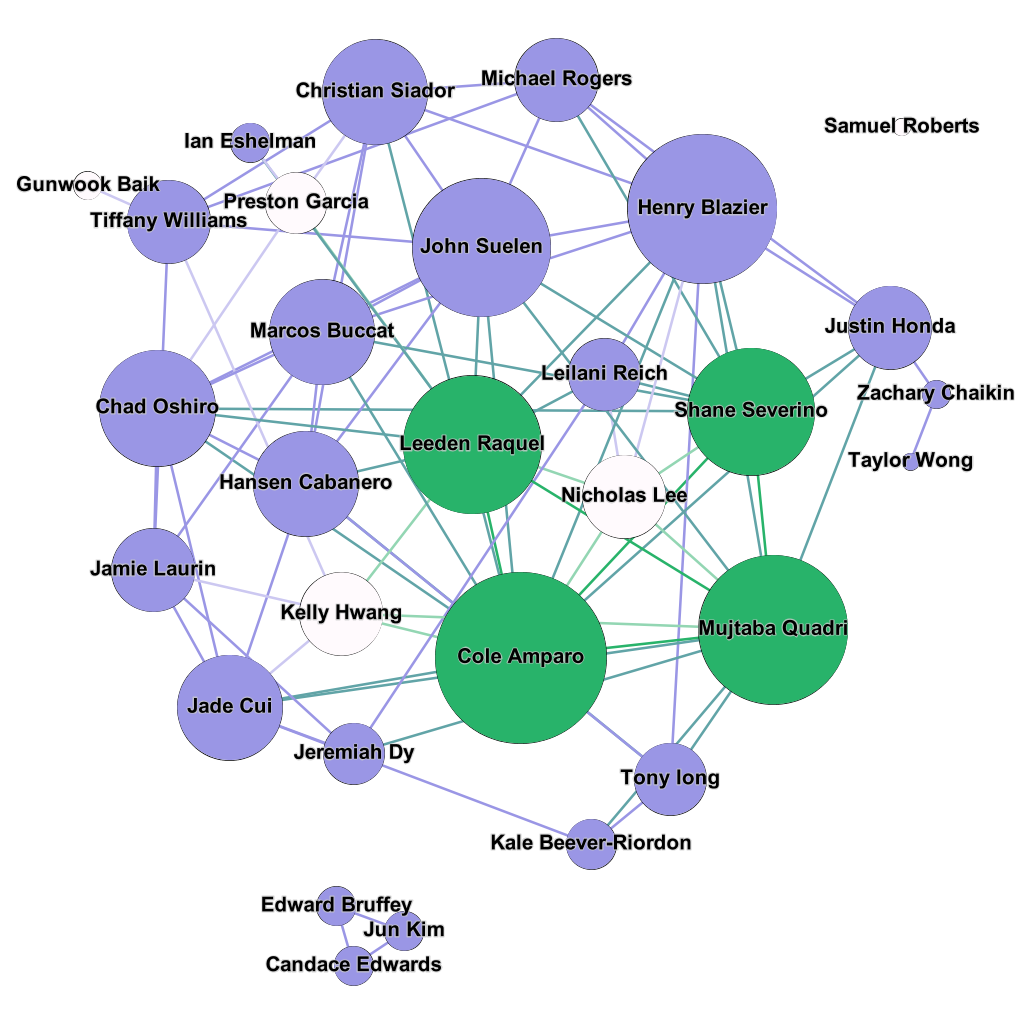 Christian Siador
Michael Rogers
Samuel Roberts
Ian Eshelman
Gunwook Baik
Preston Garcia
Tiffany Williams
Henry Blazier
John Suelen
Marcos Buccat
Justin Honda
Leilani Reich
Zachary Chaikin
Chad Oshiro
Shane Severino
Leeden Raquel
Taylor Wong
Hansen Cabanero
Nicholas Lee
Jamie Laurin
Kelly Hwang
Mujtaba Quadri
Cole Amparo
Jade Cui
Jeremiah Dy
Tony Iong
Kale Beever-Riordon
Edward Bruffey
Jun Kim
Candace Edwards